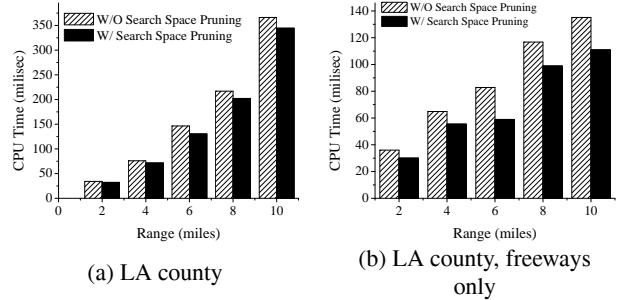 W/O Search Space Pruning
W/ Search Space Pruning
CPU Time (milisec)
350
300
250
200
150
100
50
0
0 2 4 6 8 10
Range (miles)
(a) LA county
W/O Search Space Pruning
W/ Search Space Pruning
CPU Time (milisec)
140
120
100
80
60
40
20
0
2 4 6 8 10
Range (miles)
(b) LA county, freeways
only